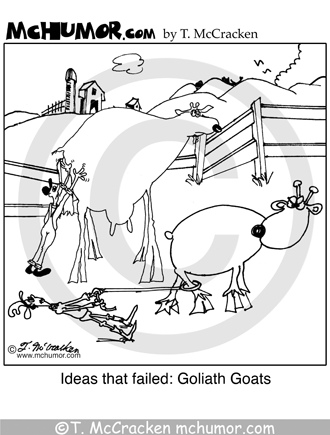 McHUMOR.COM by T. McCracken
© T. McCracken
www.mchumor.com
Ideas that failed: Goliath Goats
© T. McCracken mchumor.com